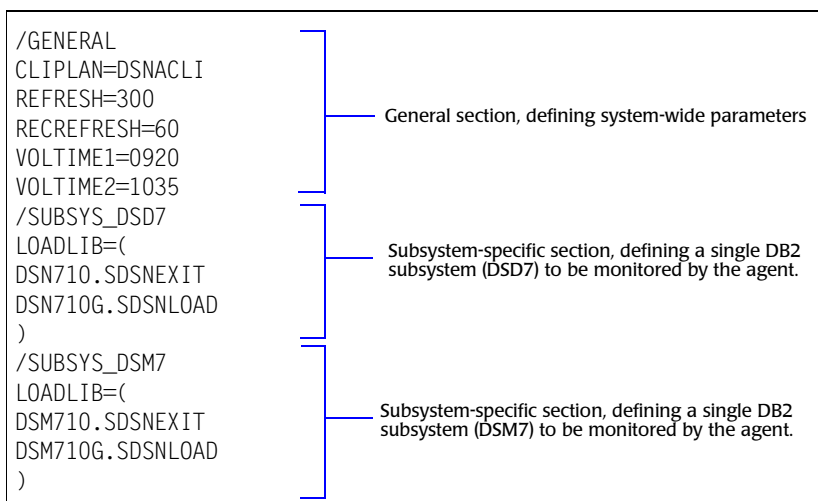 /GENERAL
CLIPLAN=DSNACLI
REFRESH=300
RECREFRESH=60
VOLTIME1=0920
VOLTIME2=1035
General section, defining system-wide parameters
/SUBSYS_DSD7
LOADLIB=(
DSN710.SDSNEXIT
DSN710G.SDSNLOAD
)
Subsystem-specific section, defining a single DB2
subsystem (DSD7) to be monitored by the agent.
/SUBSYS_DSM7
LOADLIB=(
DSM710.SDSNEXIT
DSM710G.SDSNLOAD
)
Subsystem-specific section, defining a single DB2
subsystem (DSM7) to be monitored by the agent.